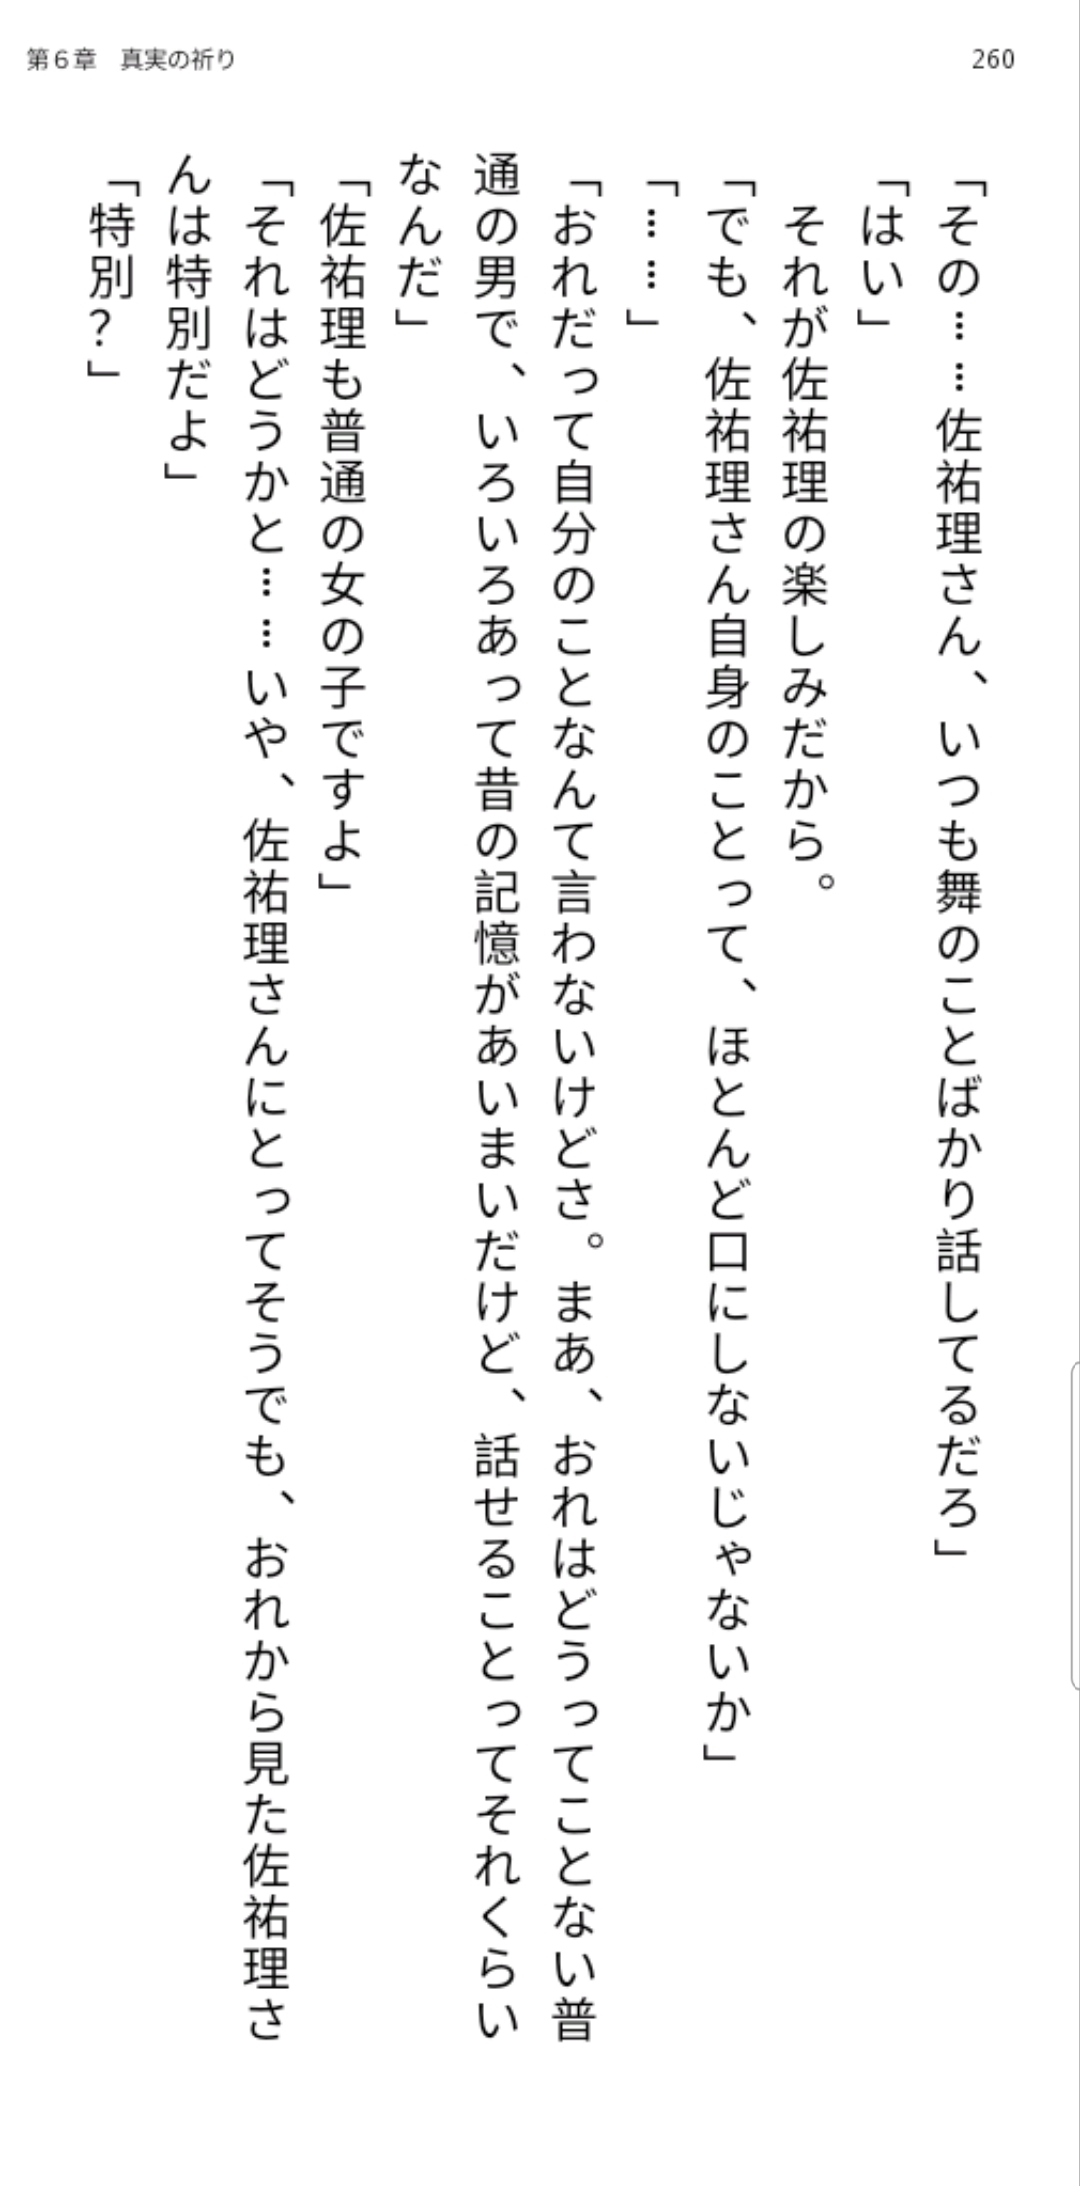 第６章　真実の祈り
260
「その……佐祐理さん、いつも舞のことばかり話してるだろ」
「はい」
　それが佐祐理の楽しみだから。
「でも、佐祐理さん自身のことって、ほとんど口にしないじゃないか」
「……」
「おれだって自分のことなんて言わないけどさ。まあ、おれはどうってことない普
通の男で、いろいろあって昔の記憶があいまいだけど、話せることってそれくらい
なんだ」
「佐祐理も普通の女の子ですよ」
「それはどうかと……いや、佐祐理さんにとってそうでも、おれから見た佐祐理さ
んは特別だよ」
「特別？」